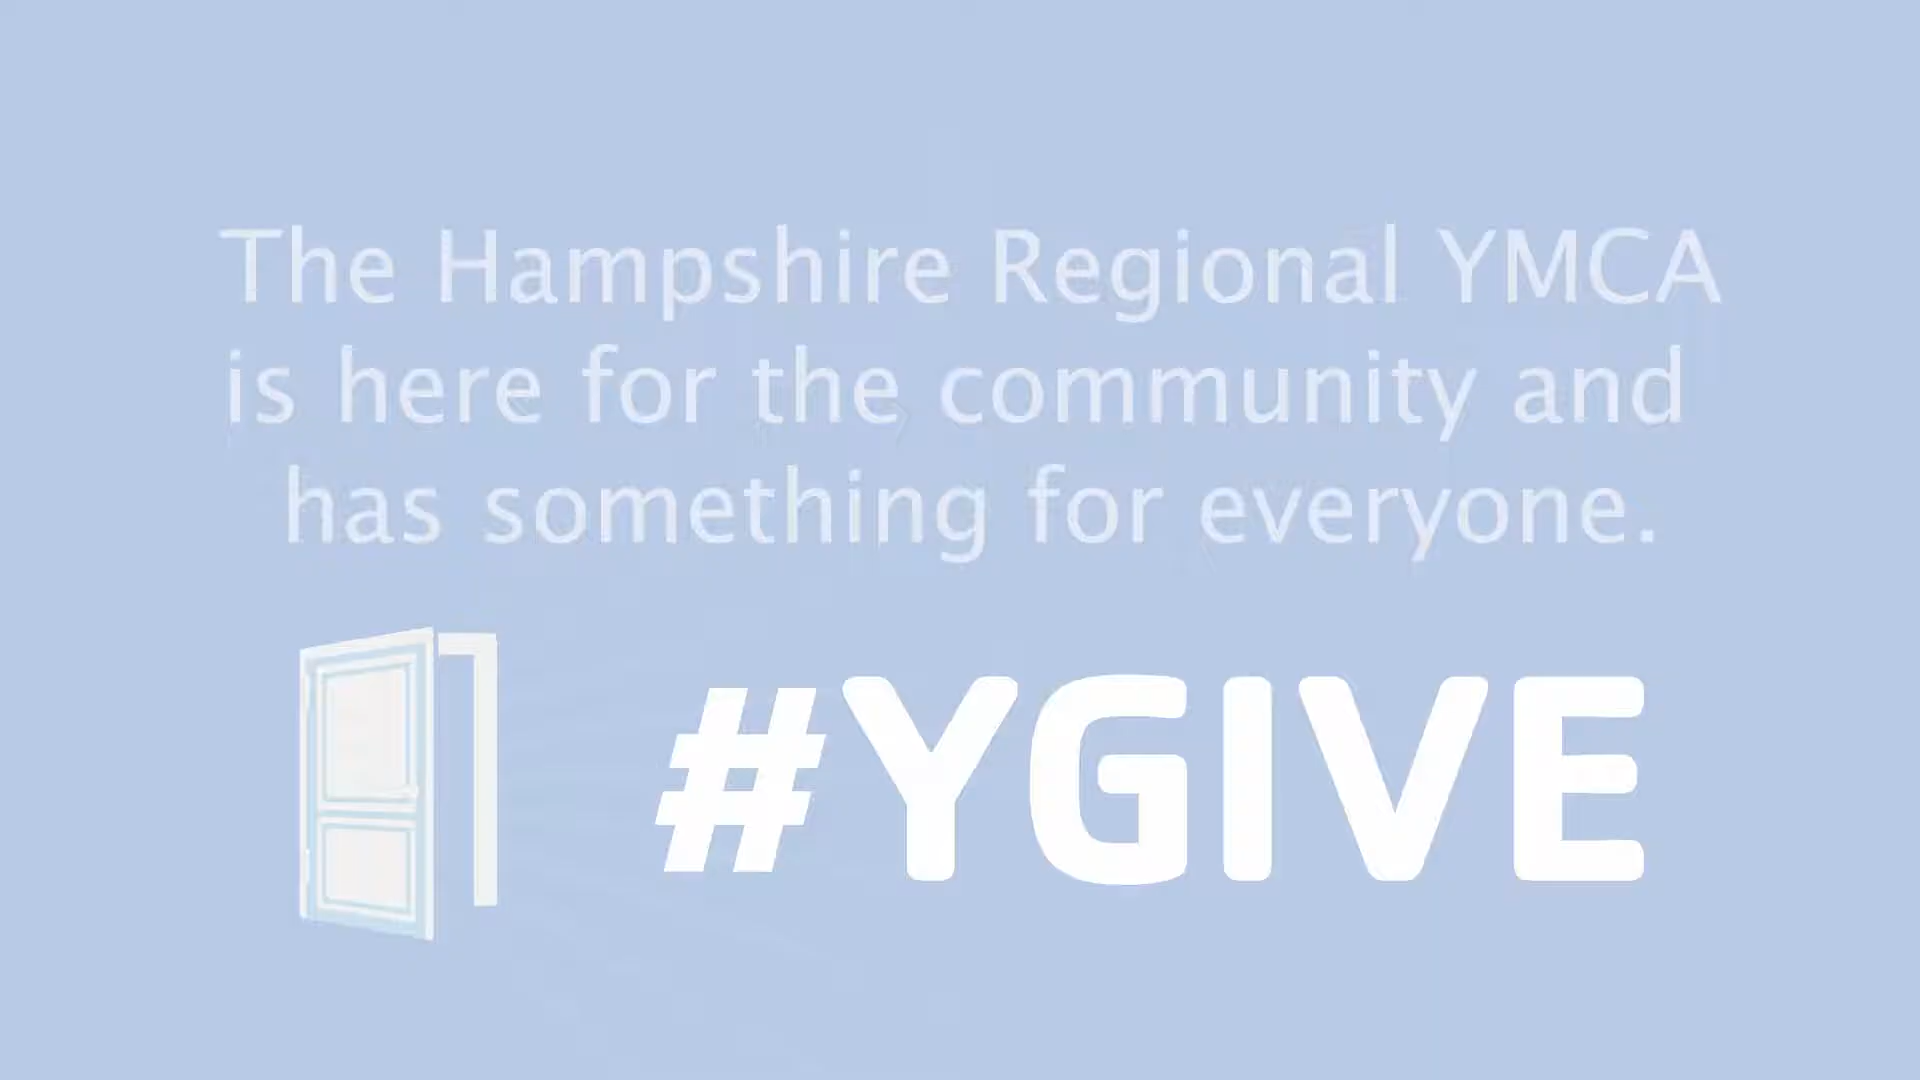 The Hampshire Regional YMCA
is here for the community and
has something for everyone.
#YGIVE